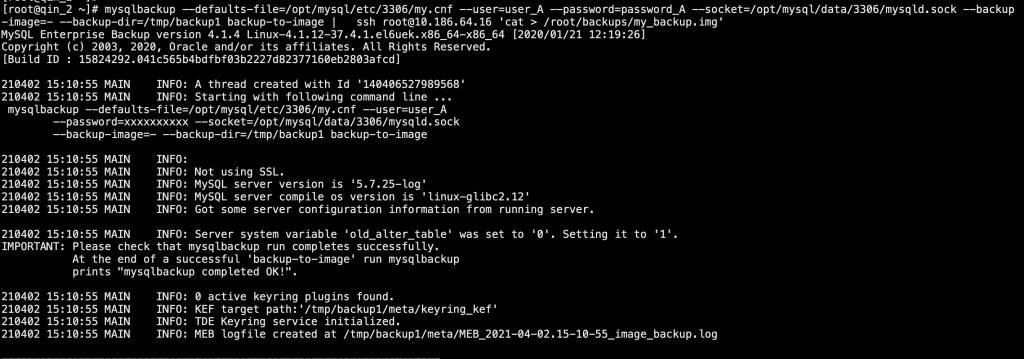 [root@qin_2 ~]# mysqlbackup --defaults-file=/opt/mysql/etc/3306/my.cnf --user=user_A --password=password_A --socket=/opt/mysql/data/3306/mysqld.sock --backup
-image=- --backup-dir=/tmp/backup1 backup-to-image |   ssh root@10.186.64.16 'cat > /root/backups/my_backup.img'
MySQL Enterprise Backup version 4.1.4 Linux-4.1.12-37.4.1.el6uek.x86_64-x86_64 [2020/01/21 12:19:26]
Copyright (c) 2003, 2020, Oracle and/or its affiliates. All Rights Reserved.
[Build ID : 15824292.041c565b4bdfbf03b2227d82377160eb2803afcd]

210402 15:10:55 MAIN    INFO: A thread created with Id '140406527989568'
210402 15:10:55 MAIN    INFO: Starting with following command line ...
 mysqlbackup --defaults-file=/opt/mysql/etc/3306/my.cnf --user=user_A
        --password=xxxxxxxxxx --socket=/opt/mysql/data/3306/mysqld.sock
        --backup-image=- --backup-dir=/tmp/backup1 backup-to-image

210402 15:10:55 MAIN    INFO:
210402 15:10:55 MAIN    INFO: Not using SSL.
210402 15:10:55 MAIN    INFO: MySQL server version is '5.7.25-log'
210402 15:10:55 MAIN    INFO: MySQL server compile os version is 'linux-glibc2.12'
210402 15:10:55 MAIN    INFO: Got some server configuration information from running server.

210402 15:10:55 MAIN    INFO: Server system variable 'old_alter_table' was set to '0'. Setting it to '1'.
IMPORTANT: Please check that mysqlbackup run completes successfully.
           At the end of a successful 'backup-to-image' run mysqlbackup
           prints "mysqlbackup completed OK!".

210402 15:10:55 MAIN    INFO: 0 active keyring plugins found.
210402 15:10:55 MAIN    INFO: KEF target path:'/tmp/backup1/meta/keyring_kef'
210402 15:10:55 MAIN    INFO: TDE Keyring service initialized.
210402 15:10:55 MAIN    INFO: MEB logfile created at /tmp/backup1/meta/MEB_2021-04-02.15-10-55_image_backup.log